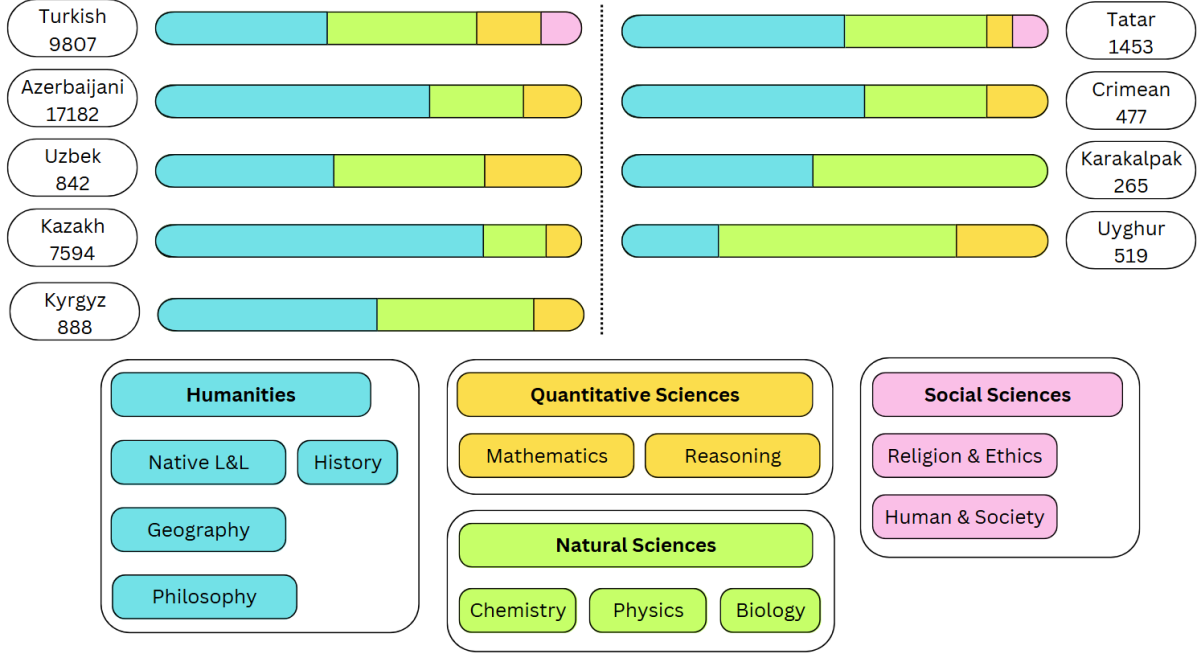 Turkish
9807
Azerbaijani
17182
Uzbek
842
Kazakh
7594
Kyrgyz
888
Tatar
1453
Crimean
477
Karakalpak
265
Uyghur
519
Humanities
Native L&L
History
Geography
Philosophy
Quantitative Sciences
Mathematics
Reasoning
Natural Sciences
Chemistry
Physics
Biology
Social Sciences
Religion & Ethics
Human & Society